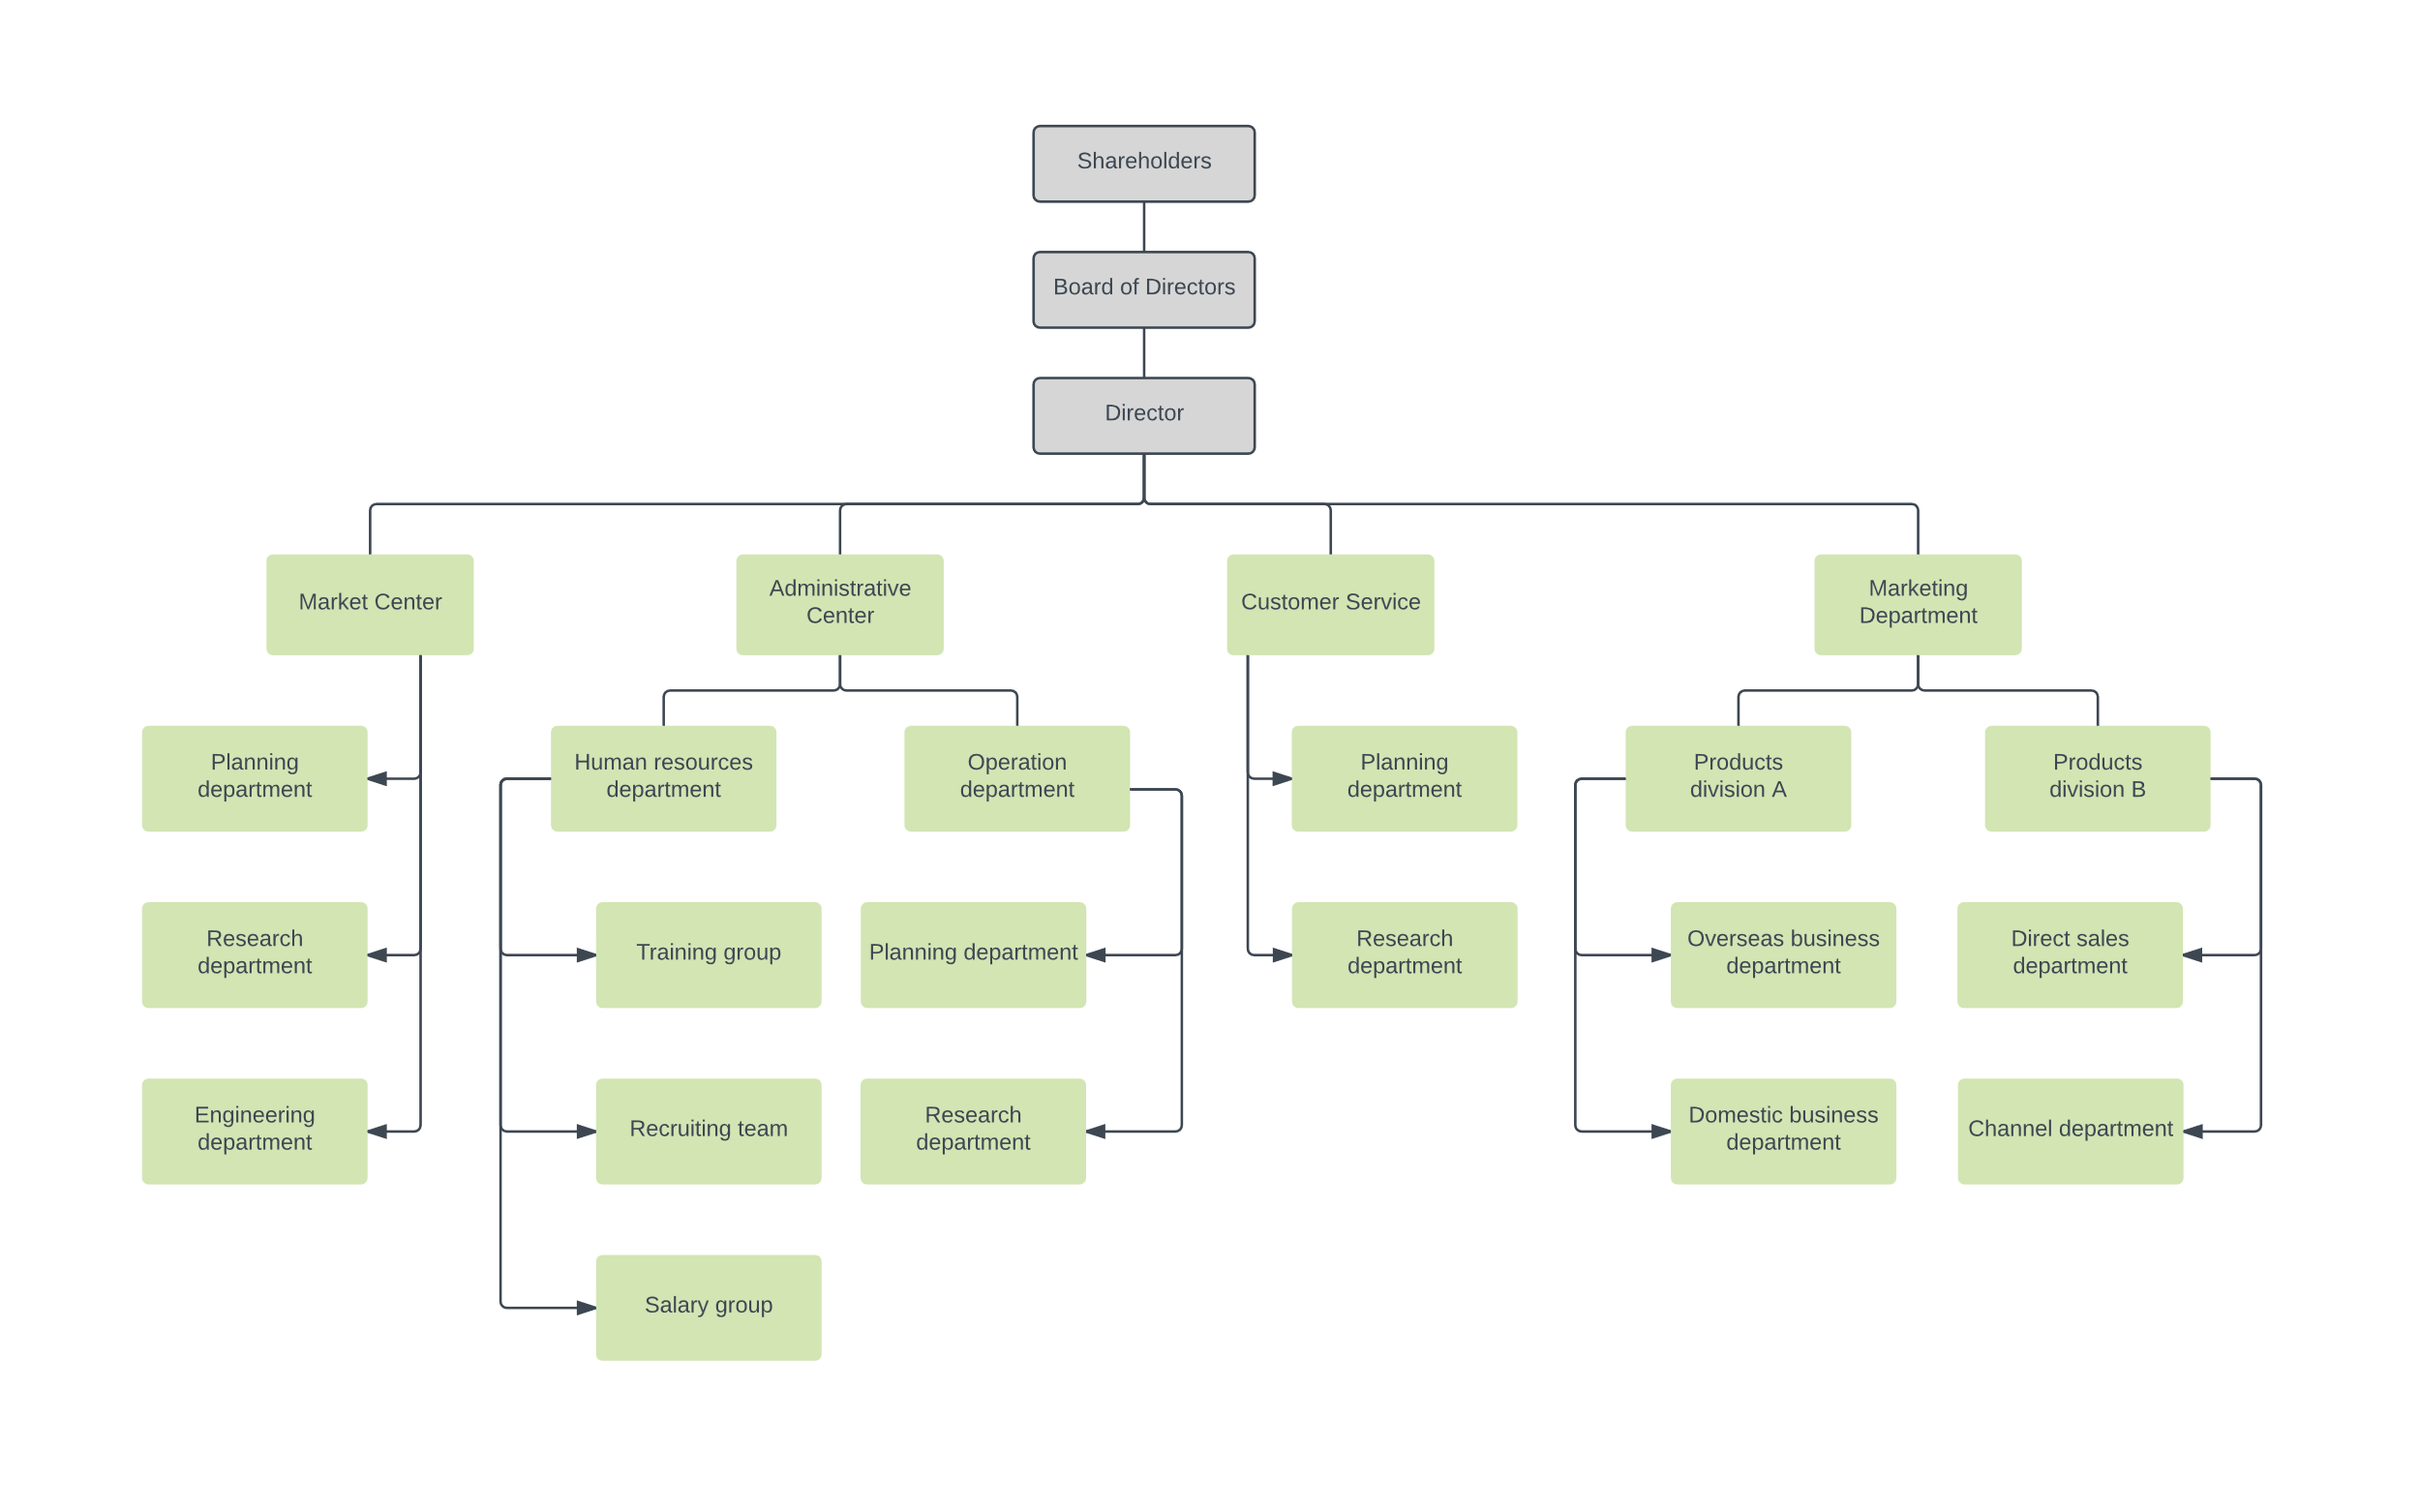 Shareholders
Board of Directors
Director
Market Center
Administrative
Center
Customer Service
Marketing
Department
Planning
department
Human resources
department
Operation
department
Planning
department
Products
division A
Products
division B
Research
department
Training group
Planning department
Research
department
Overseas business
department
Direct sales
department
Engineering
department
Recruiting team
Research
department
Domestic business
department
Channel department
Salary group